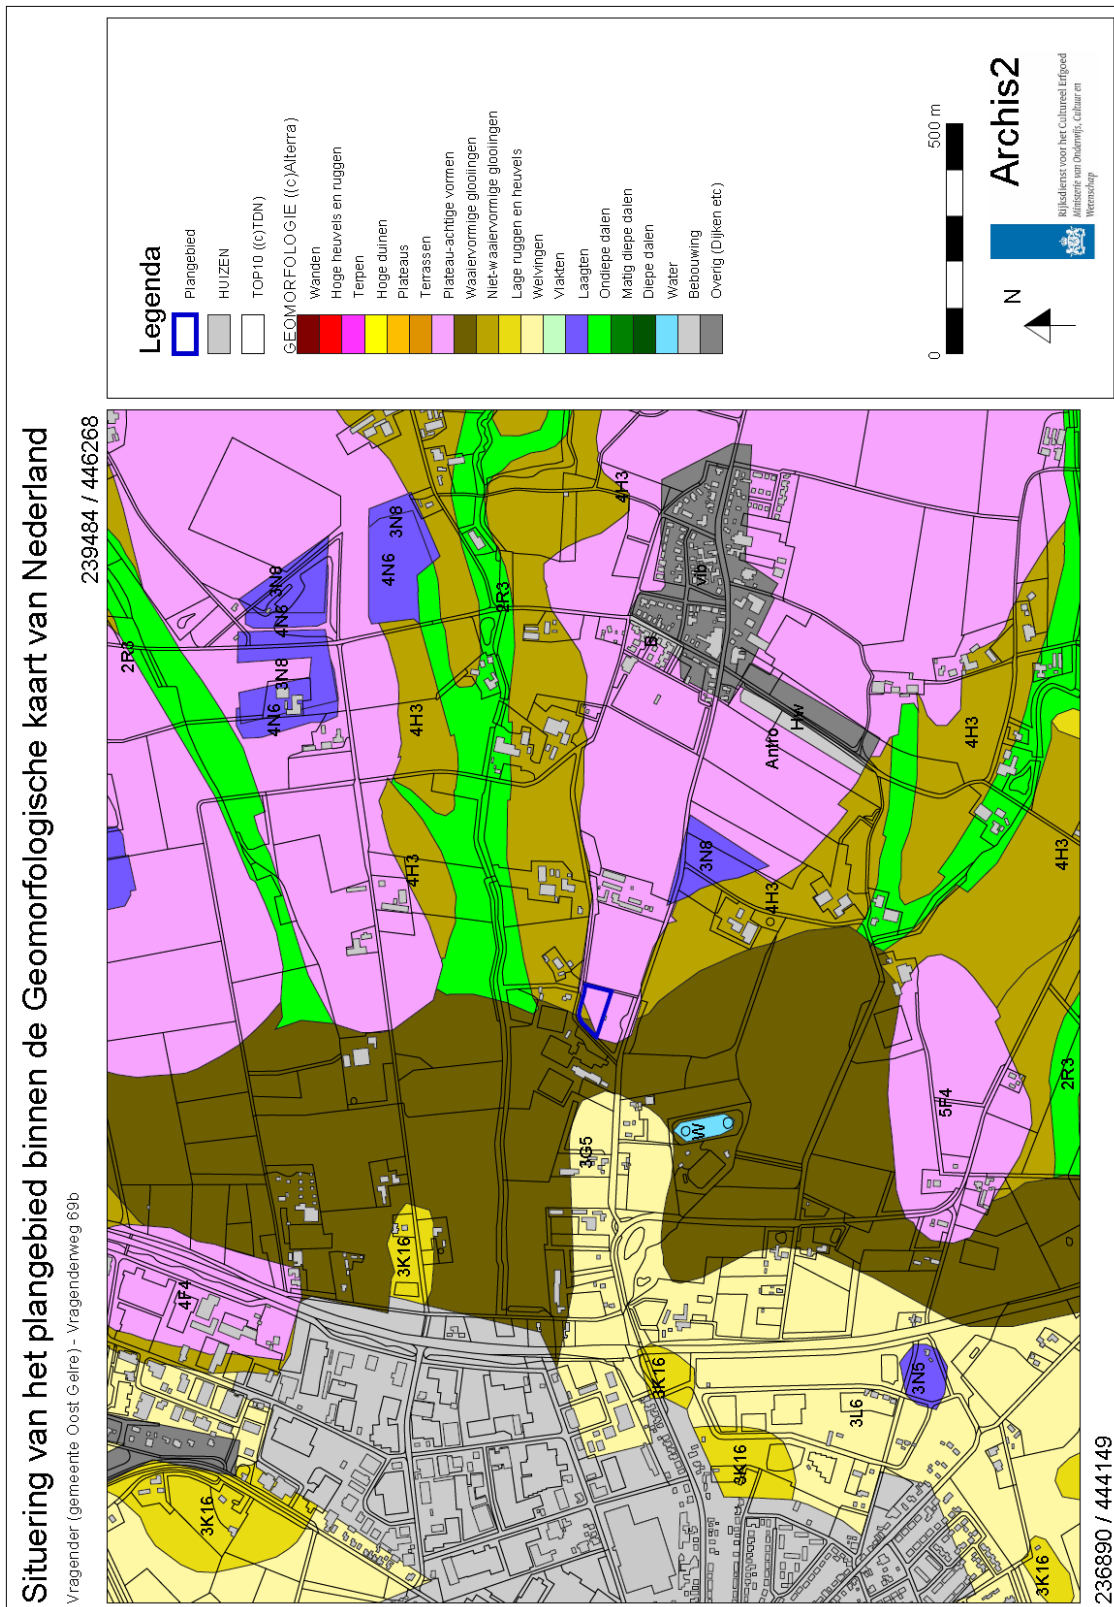 Situering van het plangebied binnen de Geomorfologische kaart van Nederland
Vragender (gemeente Oost Gelre) - Vragenderweg 69b
239484 / 446268
2R3
4N6
3N8
4N6
3N8
4N6
3N8
4F4
3K16
3K16
4H3
4H3
2R3
4H3
3G5
B
vlb
W
3N8
4H3
Antro
HW
3K16
3K16
3L6
3N5
5F4
2R3
4H3
4H3
3K16
236890 / 444149
Legenda
Plangebied
HUIZEN
TOP10 ((c)TDN)
GEOMORFOLOGIE ((c)Alterra)
Wanden
Hoge heuvels en ruggen
Terpen
Hoge duinen
Plateaus
Terrassen
Plateau-achtige vormen
Waaiervormige glooiingen
Niet-waaiervormige glooiingen
Lage ruggen en heuvels
Welvingen
Vlakten
Laagten
Ondiepe dalen
Matig diepe dalen
Diepe dalen
Water
Bebouwing
Overig (Dijken etc)
0
500 m
N
Archis2
Rijksdienst voor het Cultureel Erfgoed
Ministerie van Onderwijs, Cultuur en
Wetenschap